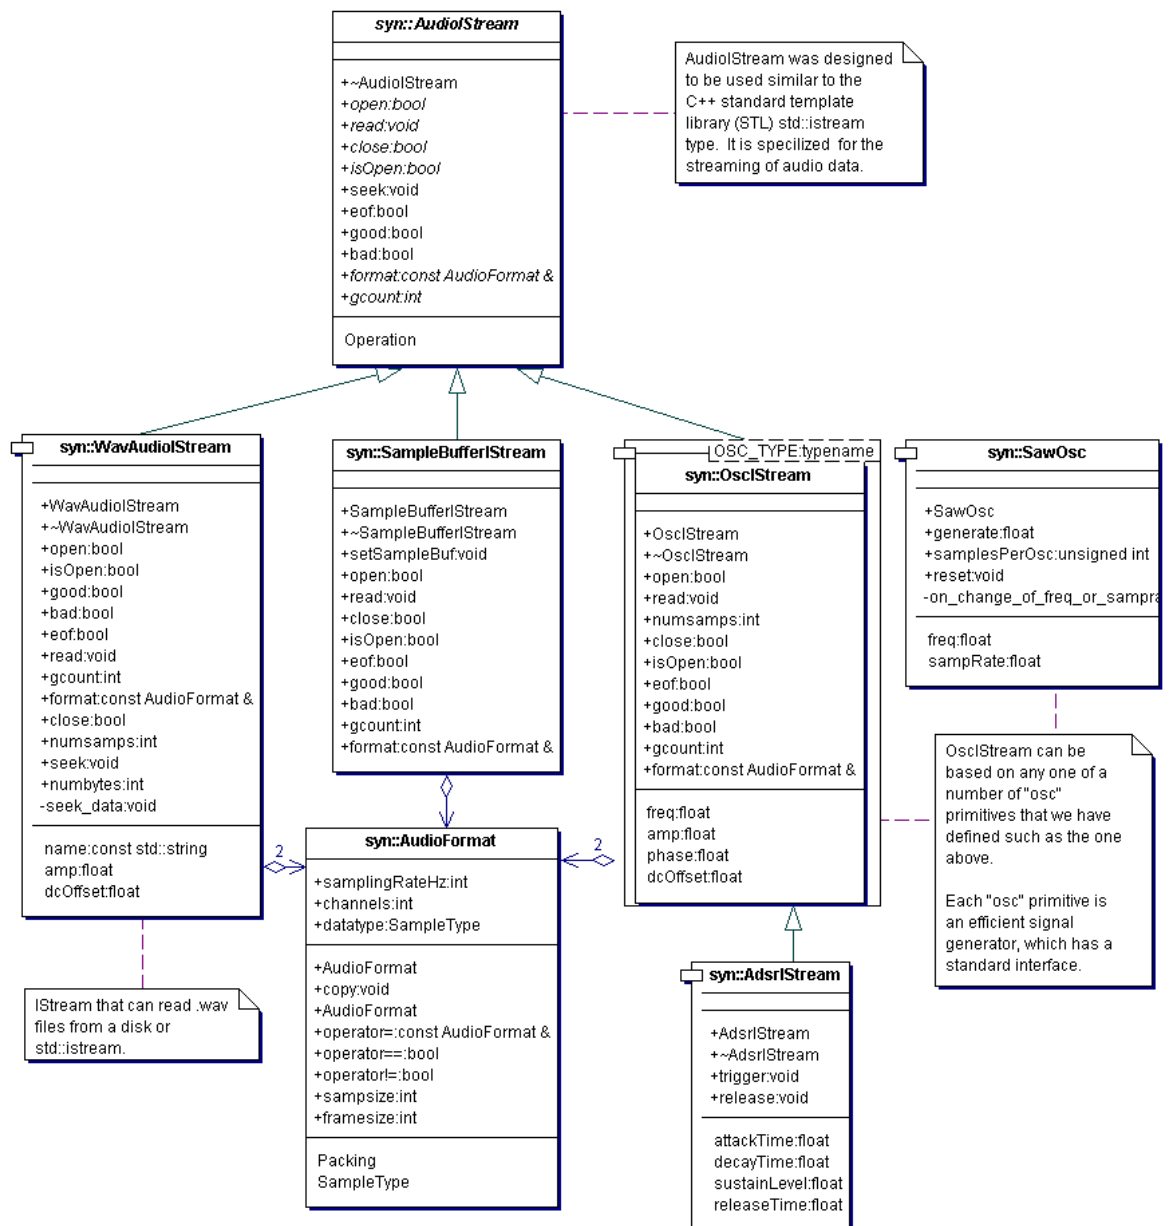 syn::AudioIStream
+~AudioIStream
+open:bool
+read:void
+close:bool
+isOpen:bool
+seek:void
+eof:bool
+good:bool
+bad:bool
+format:const AudioFormat &
+gcount:int
Operation
AudioIStream was designed
to be used similar to the
C++ standard template
library (STL) std::istream
type. It is specilized for the
streaming of audio data.
syn::WavAudioIStream
+WavAudioIStream
+~WavAudioIStream
+open:bool
+isOpen:bool
+good:bool
+bad:bool
+eof:bool
+read:void
+gcount:int
+format:const AudioFormat &
+close:bool
+numsamps:int
+seek:void
+numbytes:int
-seek_data:void
name:const std::string
amp:float
dcOffset:float
syn::SampleBufferIStream
+SampleBufferIStream
+~SampleBufferIStream
+setSampleBuf:void
+open:bool
+read:void
+close:bool
+isOpen:bool
+eof:bool
+good:bool
+bad:bool
+gcount:int
+format:const AudioFormat &
OSC_TYPE:typename
syn::OscIStream
+OscIStream
+~OscIStream
+open:bool
+read:void
+numsamps:int
+close:bool
+isOpen:bool
+eof:bool
+good:bool
+bad:bool
+gcount:int
+format:const AudioFormat &
freq:float
amp:float
phase:float
dcOffset:float
syn::SawOsc
+SawOsc
+generate:float
+samplesPerOsc:unsigned int
+reset:void
-on_change_of_freq_or_sampra
freq:float
sampRate:float
OscIStream can be
based on any one of a
number of "osc"
primitives that we have
defined such as the one
above.
Each "osc" primitive is
an efficient signal
generator, which has a
standard interface.
2
2
syn::AudioFormat
+samplingRateHz:int
+channels:int
+datatype:SampleType
+AudioFormat
+copy:void
+AudioFormat
+operator=:const AudioFormat &
+operator==:bool
+operator!=:bool
+sampsize:int
+framesize:int
Packing
SampleType
IStream that can read .wav
files from a disk or
std::istream.
syn::AdsrIStream
+AdsrIStream
+~AdsrIStream
+trigger:void
+release:void
attackTime:float
decayTime:float
sustainLevel:float
releaseTime:float